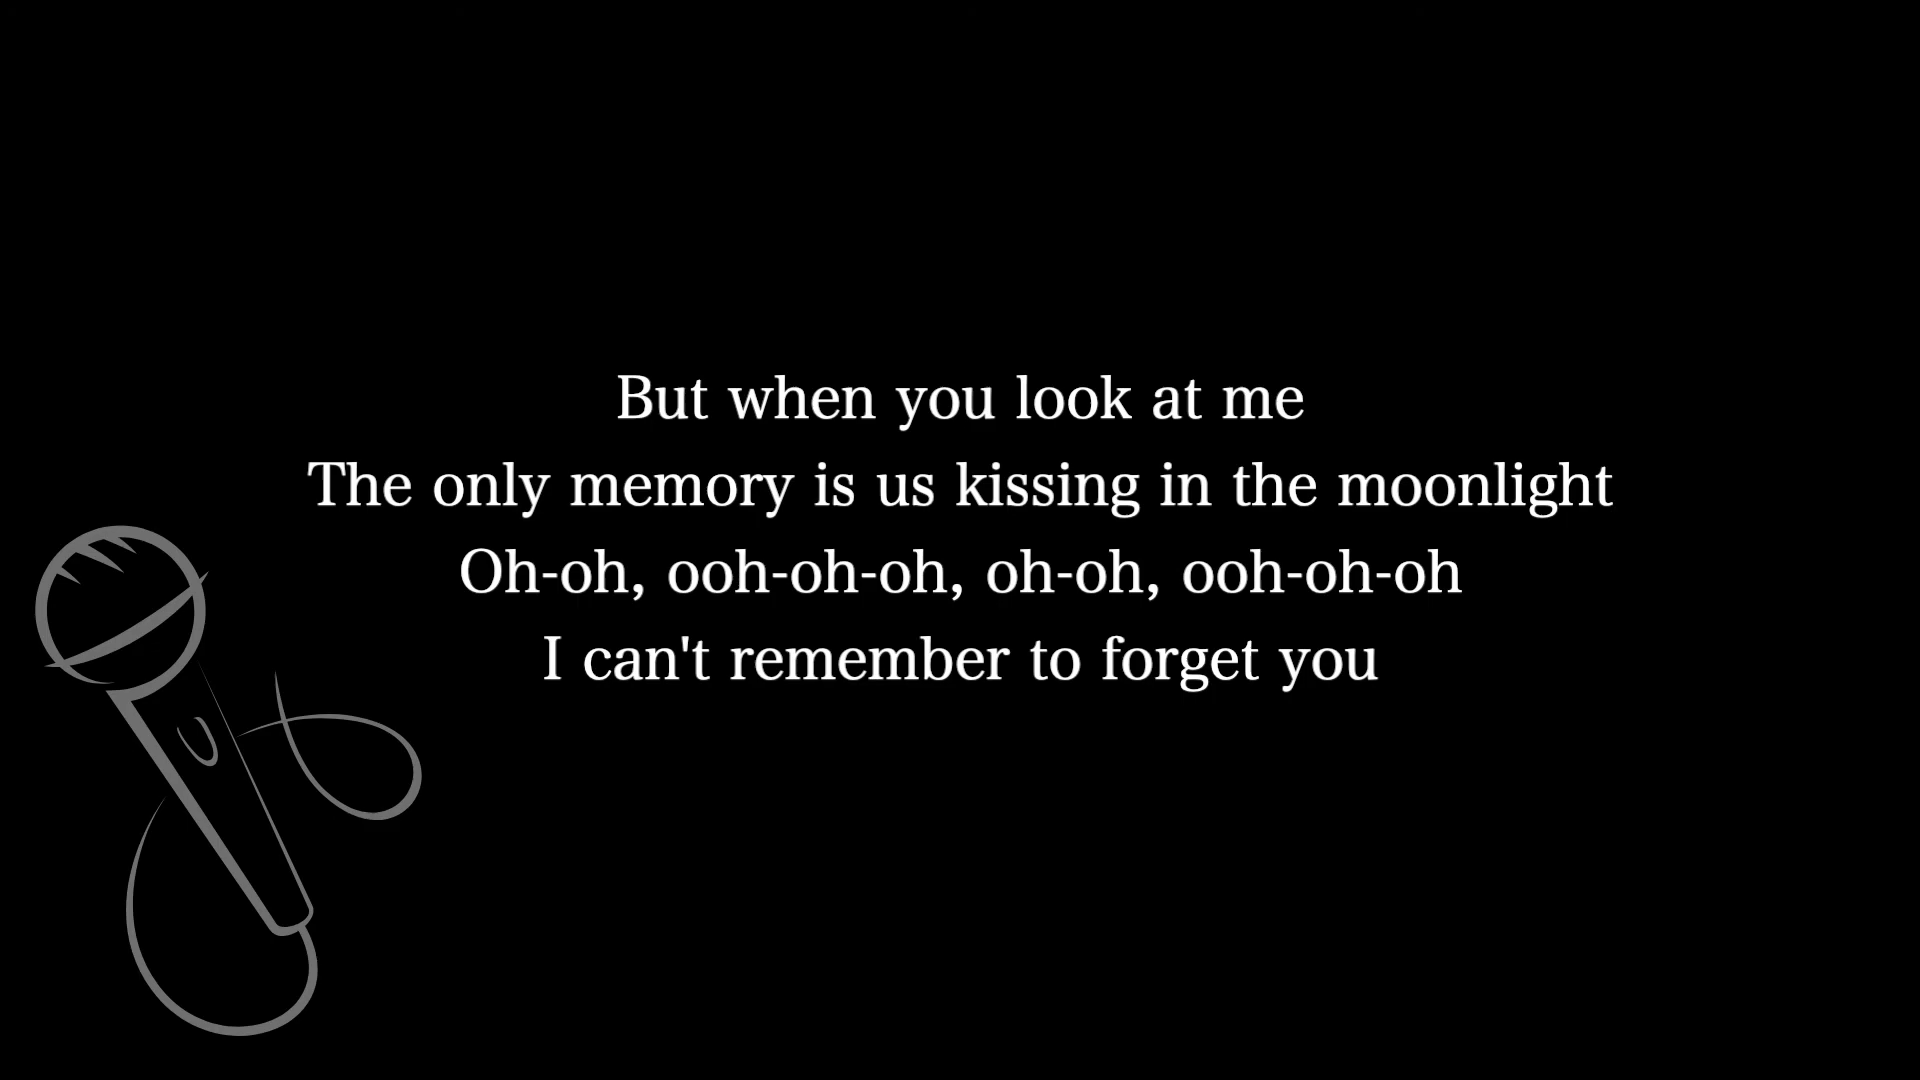 But when you look at me
The only memory is us kissing in the moonlight
Oh-oh, ooh-oh-oh, oh-oh, ooh-oh-oh
I can't remember to forget you